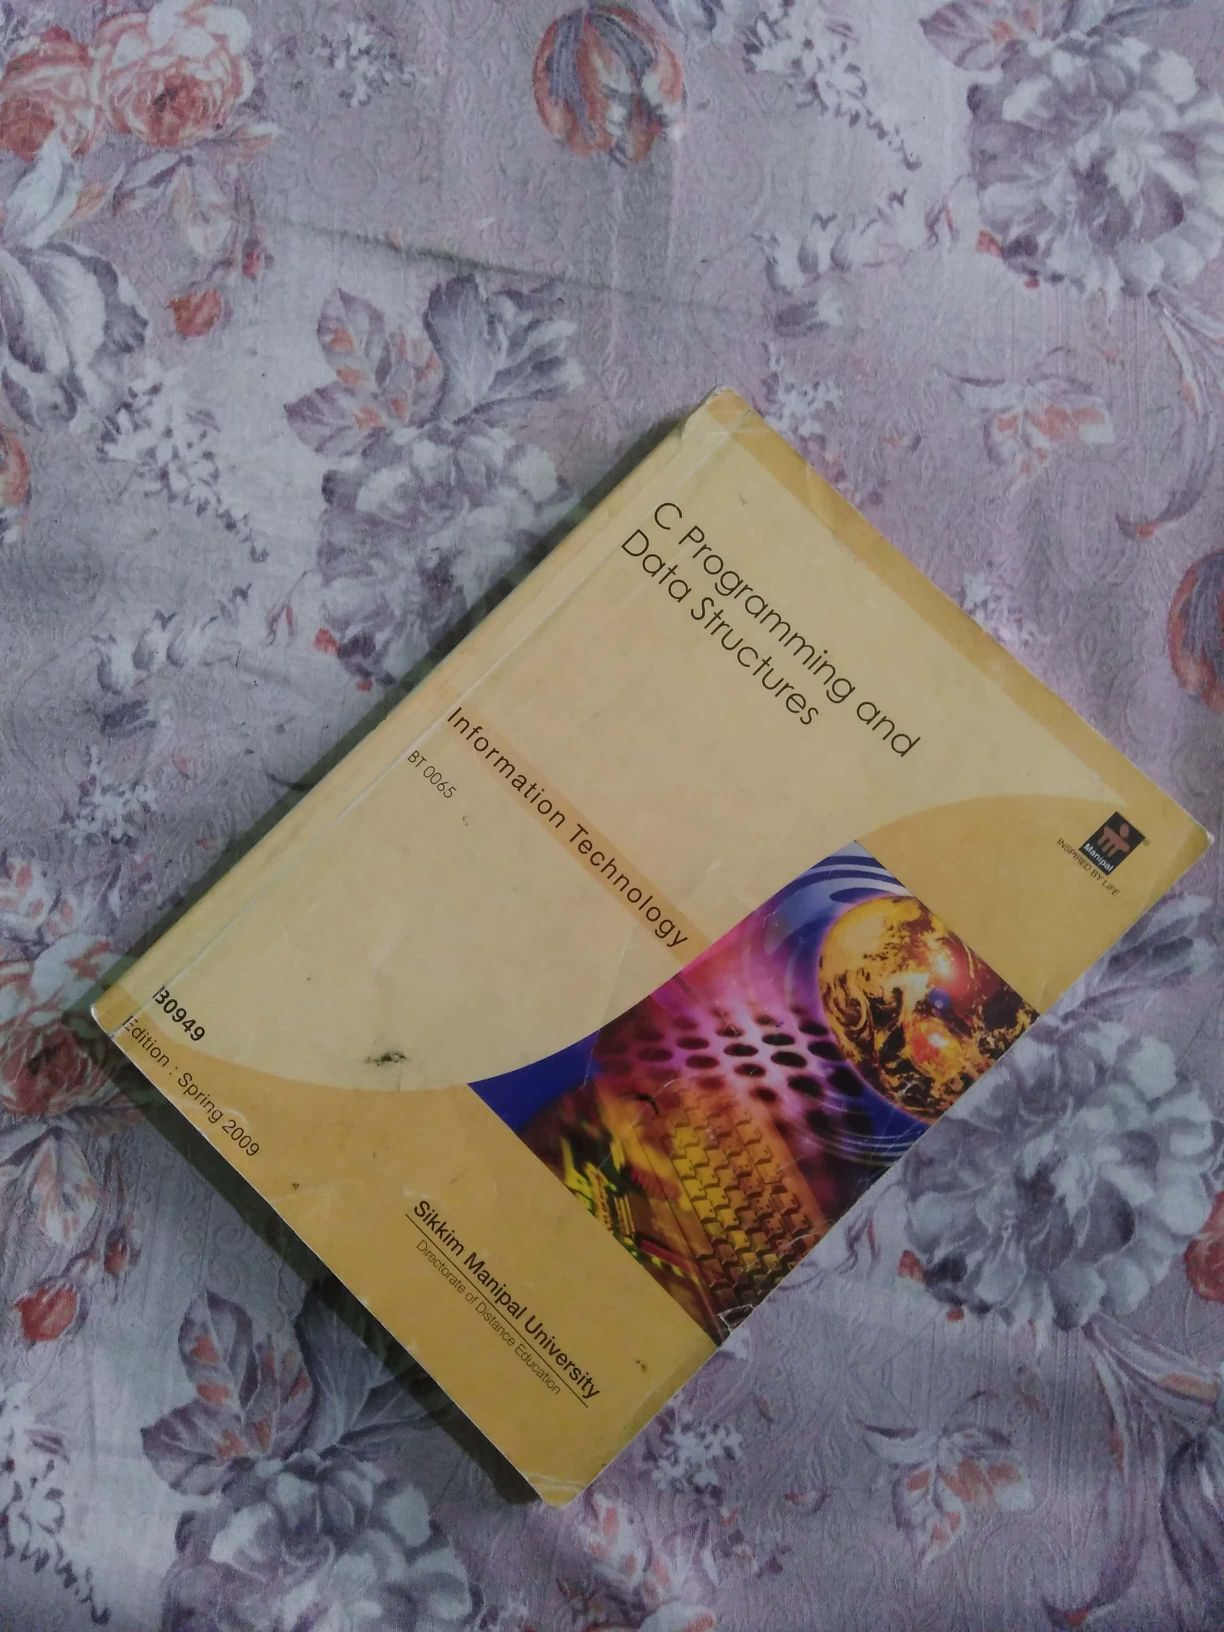 C Programming and
Data Structures
Information Technology
BT 0065
Manipal
INSPIRED BY LIFE
B0949
Edition : Spring 2009
Sikkim Manipal University
Directorate of Distance Education